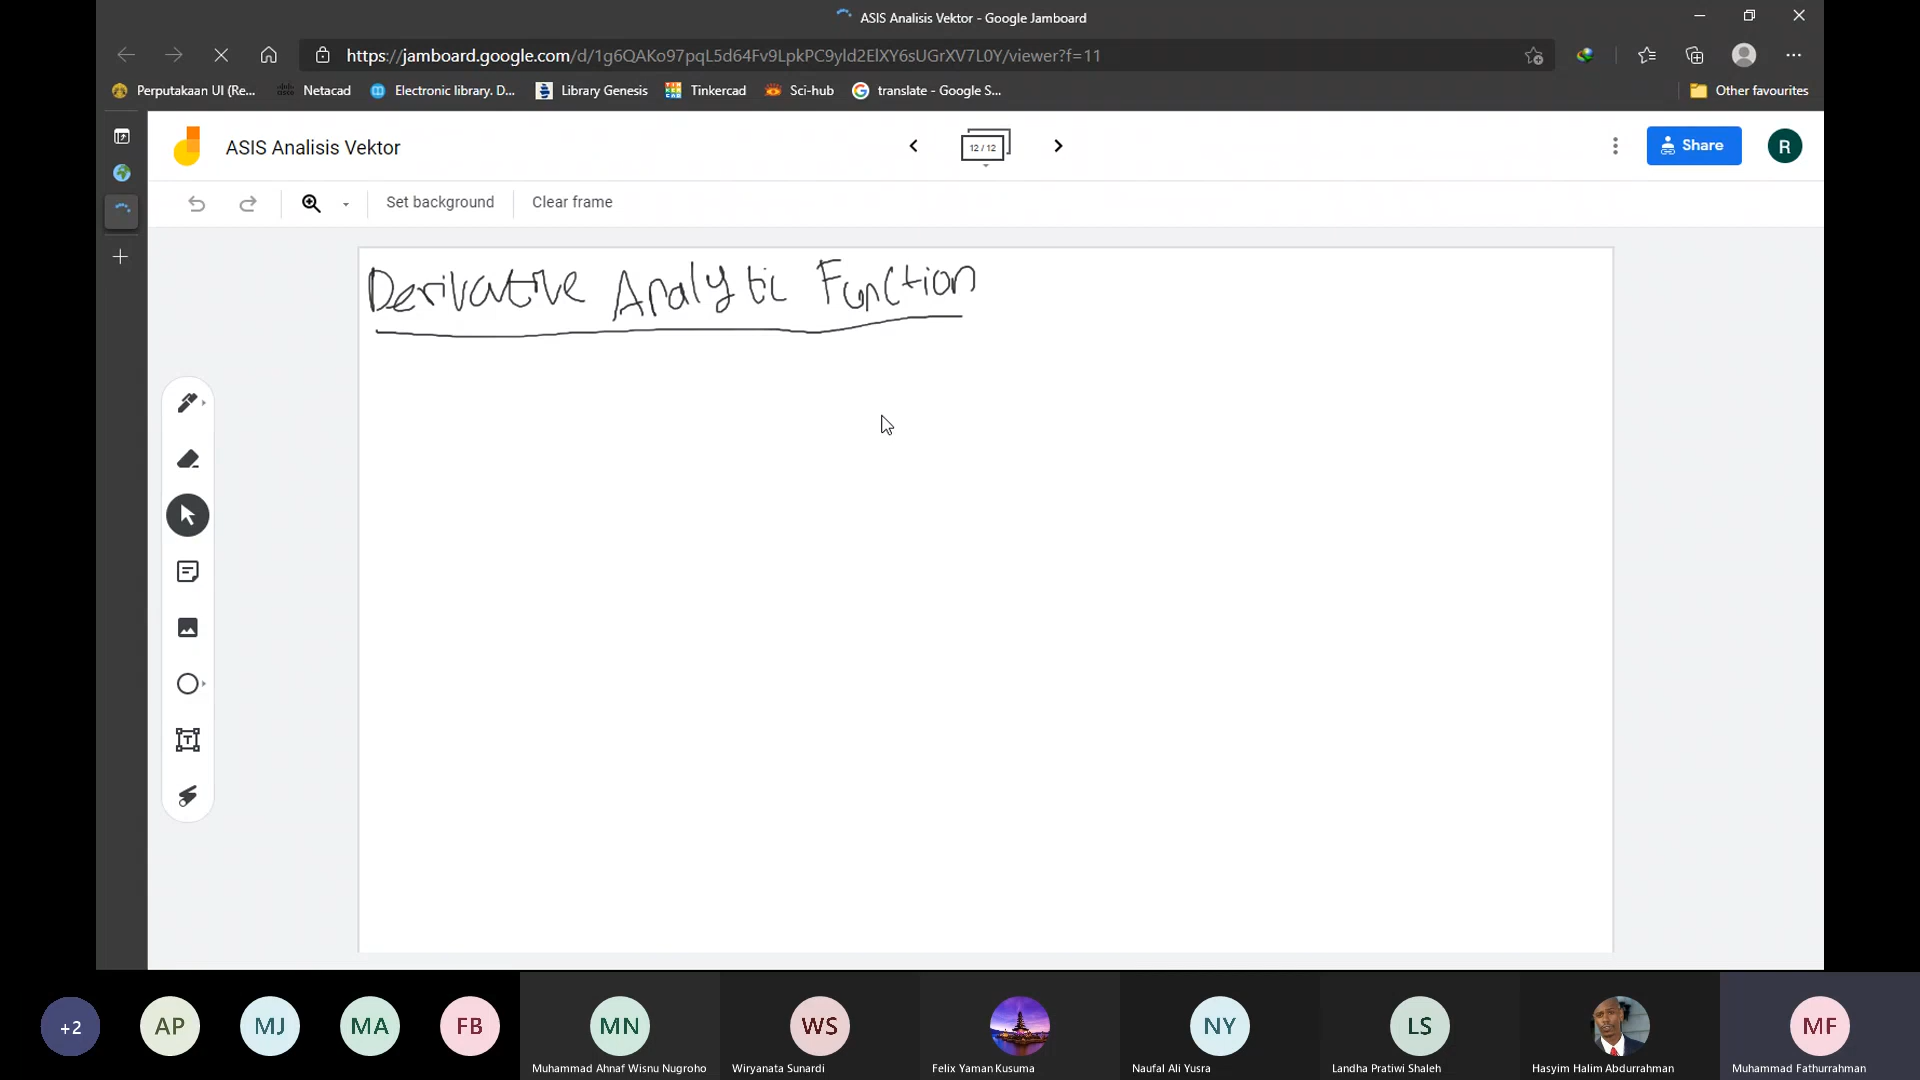 ASIS Analisis Vektor - Google Jamboard
https://jamboard.google.com/d/1g6QAKo97pqL5d64Fv9LpkPC9yld2ElXY6sUGrXV7L0Y/viewer?f=11
Perputakaan UI (Re... Netacad Electronic library. D... Library Genesis Tinkercad Sci-hub translate - Google S... Other favourites
ASIS Analisis Vektor 12 / 12 Share R
Set background Clear frame
Derivative Analytic Function
+2 AP MJ MA FB MN WS NY LS MF
Muhammad Ahnaf Wisnu Nugroho Wiryanata Sunardi Felix Yaman Kusuma Naufal Ali Yusra Landha Pratiwi Shaleh Hasyim Halim Abdurrahman Muhammad Fathurrahman